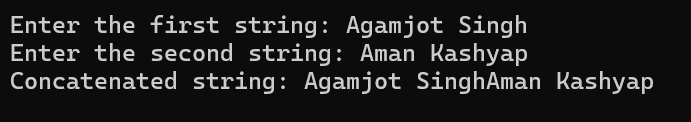 Enter the first string: Agamjot Singh
Enter the second string: Aman Kashyap
Concatenated string: Agamjot SinghAman Kashyap